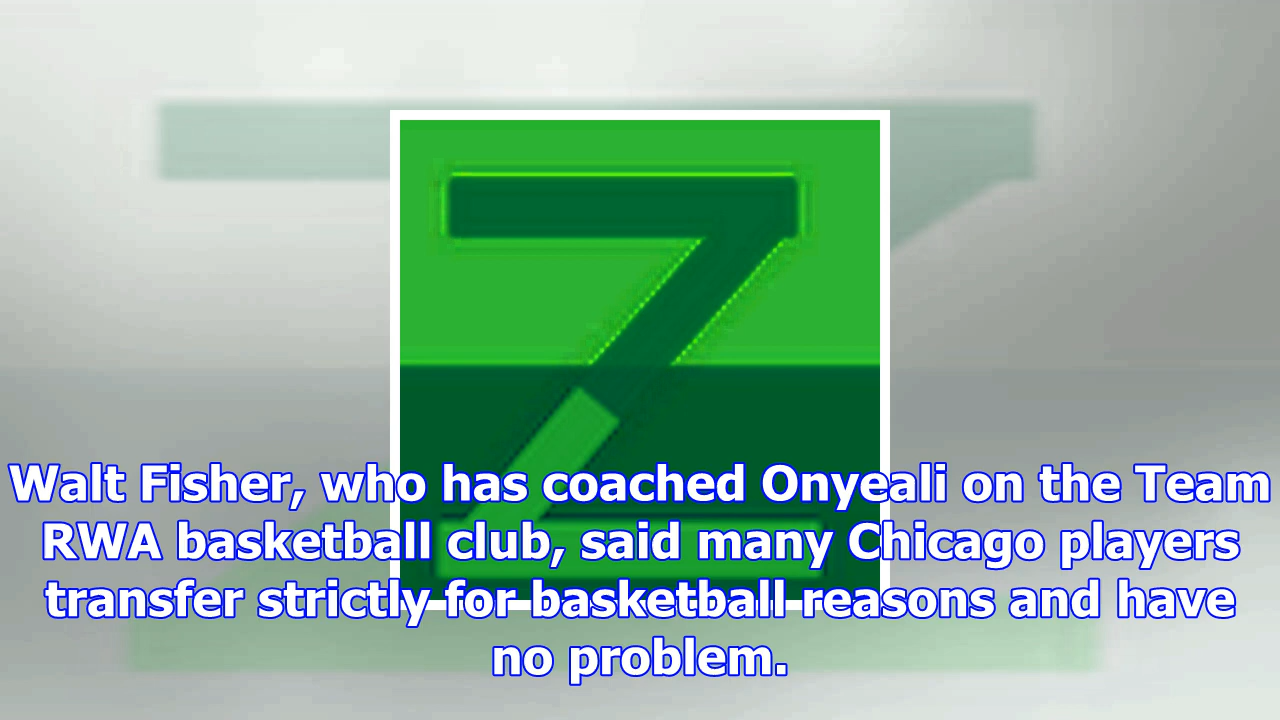 Z
Walt Fisher, who has coached Onyeali on the Team
RWA basketball club, said many Chicago players
transfer strictly for basketball reasons and have
no problem.